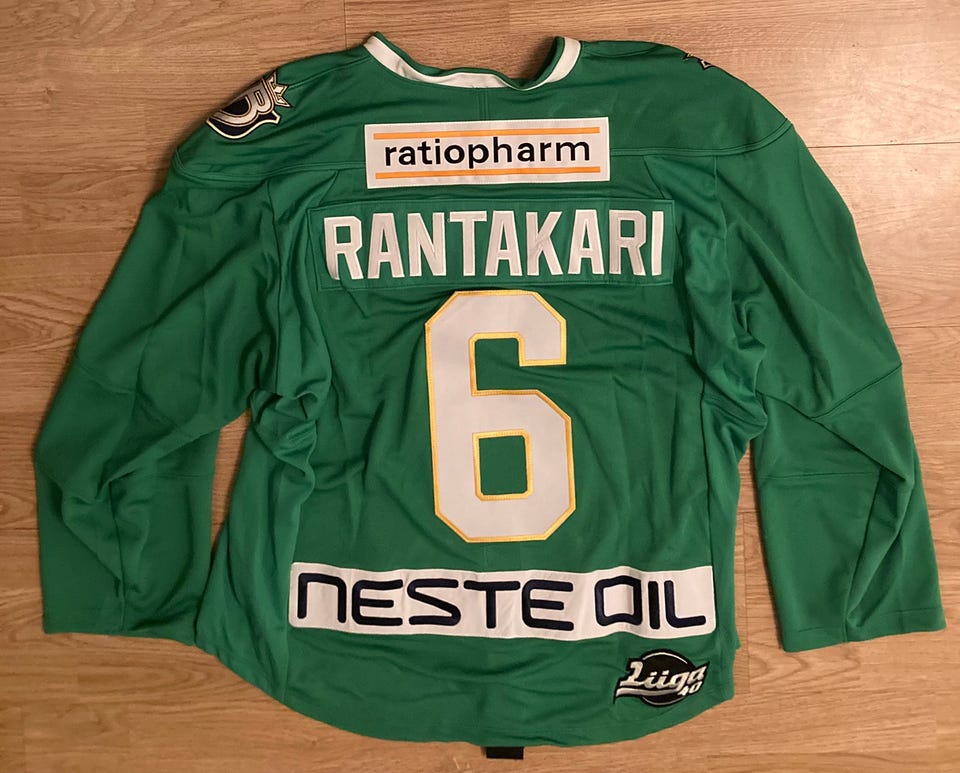 B
ratiopharm
RANTAKARI
6
NESTE OIL
Liiga
40